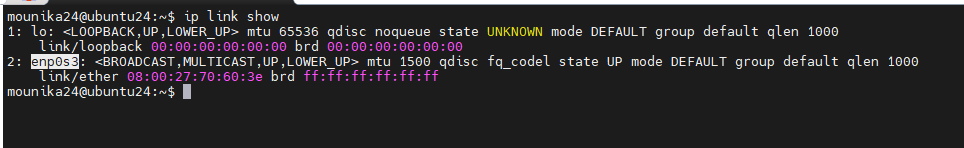 mounika24@ubuntu24:~$ ip link show
1: lo: <LOOPBACK,UP,LOWER_UP> mtu 65536 qdisc noqueue state UNKNOWN mode DEFAULT group default qlen 1000
    link/loopback 00:00:00:00:00:00 brd 00:00:00:00:00:00
2: enp0s3: <BROADCAST,MULTICAST,UP,LOWER_UP> mtu 1500 qdisc fq_codel state UP mode DEFAULT group default qlen 1000
    link/ether 08:00:27:70:60:3e brd ff:ff:ff:ff:ff:ff
mounika24@ubuntu24:~$